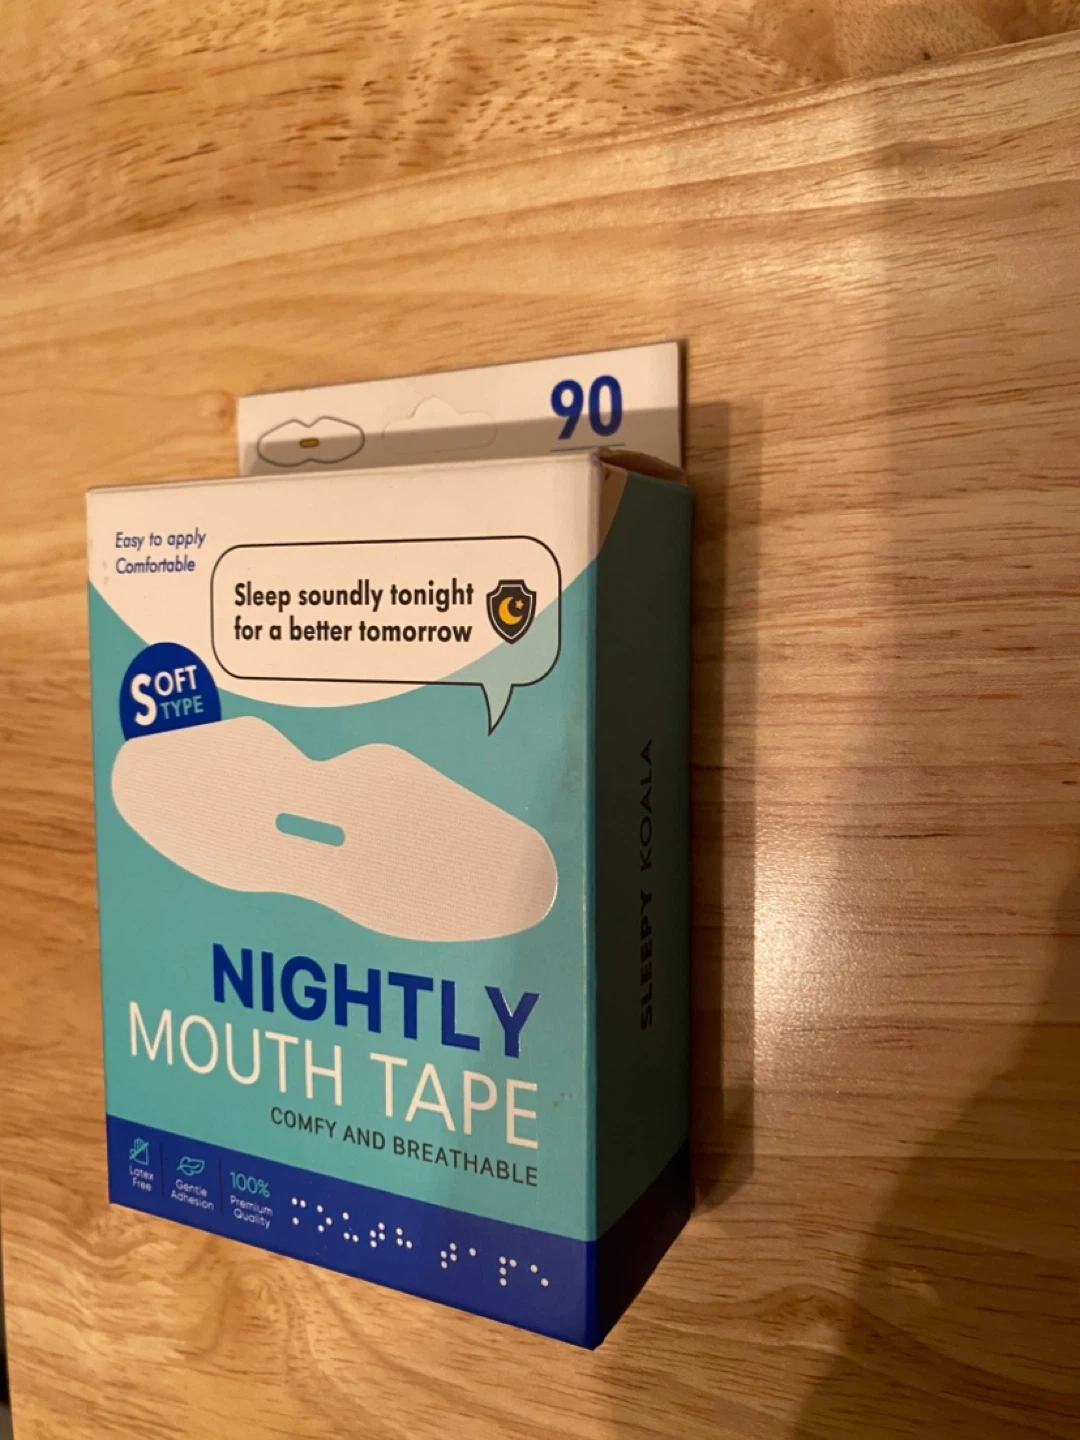 90
Easy to apply
Comfortable
Sleep soundly tonight
for a better tomorrow
SOFT
TYPE
NIGHTLY
MOUTH TAPE
COMFY AND BREATHABLE
Latex
Free
Gentle
Adhesion
100%
Premium
Quality
⠍⠕⠥⠞⠓ ⠞⠁⠏⠑
SLEEPY KOALA